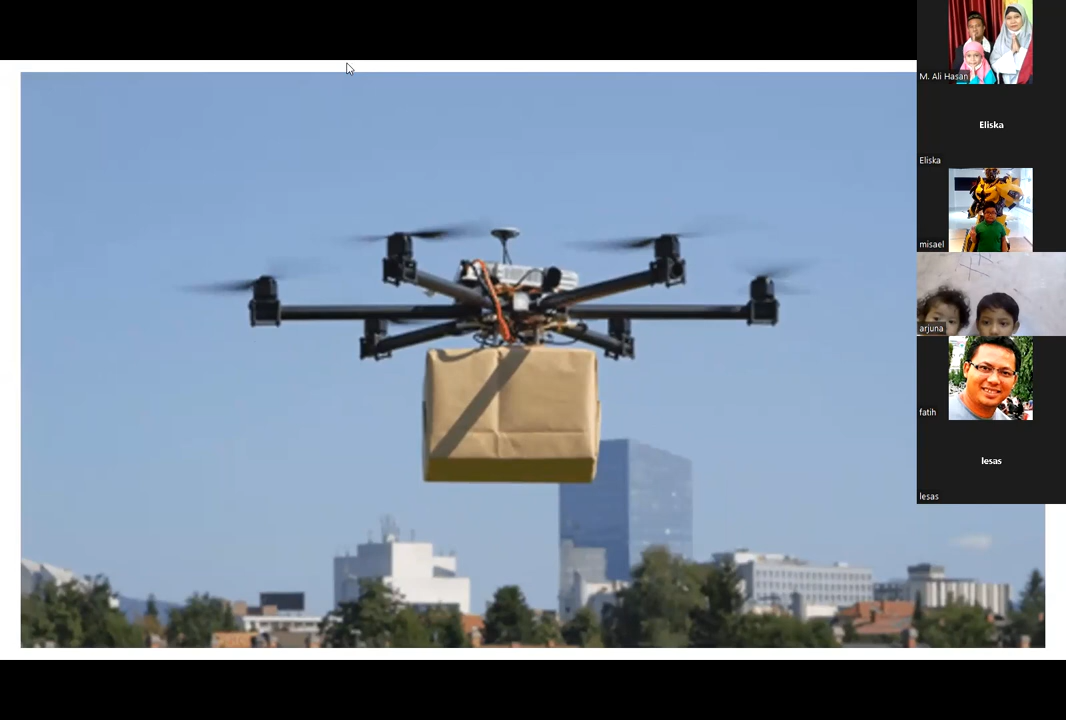 M. Ali Hasan
Eliska
Eliska
misael
arjuna
fatih
lesas
lesas